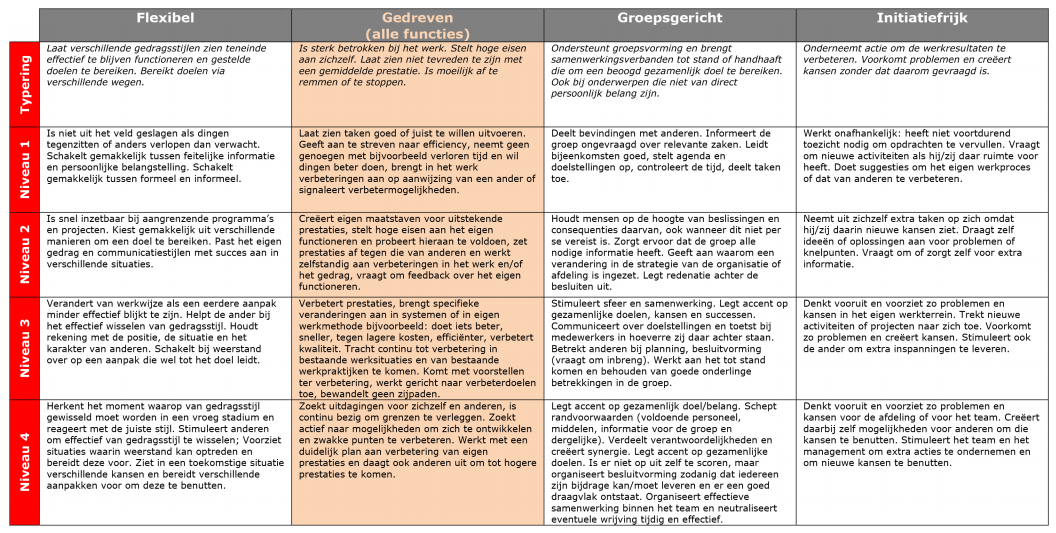 Flexibel
Gedreven
(alle functies)
Groepsgericht
Initiatiefrijk
Typering
Laat verschillende gedragsstijlen zien teneinde
effectief te blijven functioneren en gestelde
doelen te bereiken. Bereikt doelen via
verschillende wegen.
Is sterk betrokken bij het werk. Stelt hoge eisen
aan zichzelf. Laat zien niet tevreden te zijn met
een gemiddelde prestatie. Is moeilijk af te
remmen of te stoppen.
Ondersteunt groepsvorming en brengt
samenwerkingsverbanden tot stand of handhaaft
die om een beoogd gezamenlijk doel te bereiken.
Ook bij onderwerpen die niet van direct
persoonlijk belang zijn.
Onderneemt actie om de werkresultaten te
verbeteren. Voorkomt problemen en creëert
kansen zonder dat daarom gevraagd is.
Niveau 1
Is niet uit het veld geslagen als dingen
tegenzitten of anders verlopen dan verwacht.
Schakelt gemakkelijk tussen feitelijke informatie
en persoonlijke belangstelling. Schakelt
gemakkelijk tussen formeel en informeel.
Laat zien taken goed of juist te willen uitvoeren.
Geeft aan te streven naar efficiency, neemt geen
genoegen met bijvoorbeeld verloren tijd en wil
dingen beter doen, brengt in het werk
verbeteringen aan op aanwijzing van een ander of
signaleert verbetermogelijkheden.
Deelt bevindingen met anderen. Informeert de
groep ongevraagd over relevante zaken. Leidt
bijeenkomsten goed, stelt agenda en
doelstellingen op, controleert de tijd, deelt taken
toe.
Werkt onafhankelijk: heeft niet voortdurend
toezicht nodig om opdrachten te vervullen. Vraagt
om nieuwe activiteiten als hij/zij daar ruimte voor
heeft. Doet suggesties om het eigen werkproces
of dat van anderen te verbeteren.
Niveau 2
Is snel inzetbaar bij aangrenzende programma's
en projecten. Kiest gemakkelijk uit verschillende
manieren om een doel te bereiken. Past het eigen
gedrag en communicatiestijlen met succes aan in
verschillende situaties.
Creëert eigen maatstaven voor uitstekende
prestaties, stelt hoge eisen aan het eigen
functioneren en probeert hieraan te voldoen, zet
prestaties af tegen die van anderen en werkt
zelfstandig aan verbeteringen in het werk en/of
het gedrag, vraagt om feedback over het eigen
functioneren.
Houdt mensen op de hoogte van beslissingen en
consequenties daarvan, ook wanneer dit niet per
se vereist is. Zorgt ervoor dat de groep alle
nodige informatie heeft. Geeft aan waarom een
verandering in de strategie van de organisatie of
afdeling is ingezet. Legt redenatie achter de
besluiten uit.
Neemt uit zichzelf extra taken op zich omdat
hij/zij daarin nieuwe kansen ziet. Draagt zelf
ideeën of oplossingen aan voor problemen of
knelpunten. Vraagt om of zorgt zelf voor extra
informatie.
Niveau 3
Verandert van werkwijze als een eerdere aanpak
minder effectief blijkt te zijn. Helpt de ander bij
het effectief wisselen van gedragsstijl. Houdt
rekening met de positie, de situatie en het
karakter van anderen. Schakelt bij weerstand
over op een aanpak die wel tot het doel leidt.
Verbetert prestaties, brengt specifieke
veranderingen aan in systemen of in eigen
werkmethode bijvoorbeeld: doet iets beter,
sneller, tegen lagere kosten, efficiënter, verbetert
kwaliteit. Tracht continu tot verbetering in
bestaande werksituaties en van bestaande
werkpraktijken te komen. Komt met voorstellen
ter verbetering, werkt gericht naar verbeterdoelen
toe, bewandelt geen zijpaden.
Stimuleert sfeer en samenwerking. Legt accent op
gezamenlijke doelen, kansen en successen.
Communiceert over doelstellingen en toetst bij
medewerkers in hoeverre zij daar achter staan.
Betrekt anderen bij planning, besluitvorming
(vraagt om inbreng). Werkt aan het tot stand
komen en behouden van goede onderlinge
betrekkingen in de groep.
Denkt vooruit en voorziet zo problemen en
kansen in het eigen werkterrein. Trekt nieuwe
activiteiten of projecten naar zich toe. Voorkomt
zo problemen en creëert kansen. Stimuleert ook
de ander om extra inspanningen te leveren.
Niveau 4
Herkent het moment waarop van gedragsstijl
gewisseld moet worden in een vroeg stadium en
reageert met de juiste stijl. Stimuleert anderen
om effectief van gedragsstijl te wisselen; Voorziet
situaties waarin weerstand kan optreden en
bereidt deze voor. Ziet in een toekomstige situatie
verschillende kansen en bereidt verschillende
aanpakken voor om deze te benutten.
Zoekt uitdagingen voor zichzelf en anderen, is
continu bezig om grenzen te verleggen. Zoekt
actief naar mogelijkheden om zich te ontwikkelen
en zwakke punten te verbeteren. Werkt met een
duidelijk plan aan verbetering van eigen
prestaties en daagt ook anderen uit om tot hogere
prestaties te komen.
Legt accent op gezamenlijk doel/belang. Schept
randvoorwaarden (voldoende personeel,
middelen, informatie voor de groep en
dergelijke). Verdeelt verantwoordelijkheden en
creëert synergie. Legt accent op gezamenlijke
doelen. Is er niet op uit zelf te scoren, maar
organiseert besluitvorming zodanig dat iedereen
zijn bijdrage kan/moet leveren en er een goed
draagvlak ontstaat. Organiseert effectieve
samenwerking binnen het team en neutraliseert
eventuele wrijving tijdig en effectief.
Denkt vooruit en voorziet zo problemen en
kansen voor de afdeling of voor het team. Creëert
daarbij zelf mogelijkheden voor anderen om die
kansen te benutten. Stimuleert het team en het
management om extra acties te ondernemen en
om nieuwe kansen te benutten.